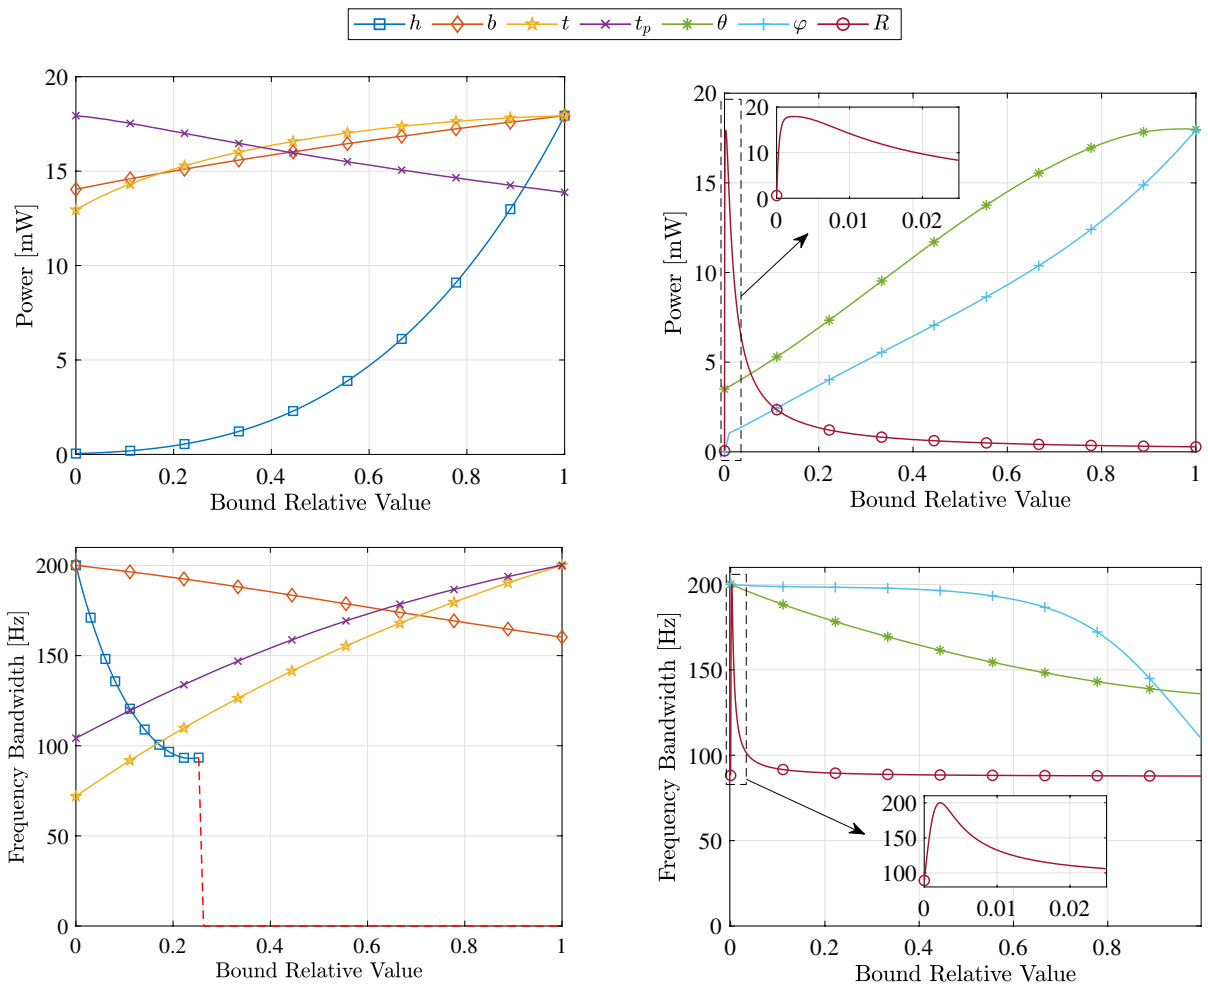 h b t t_p θ φ R
20
15
10
5
0
Power [mW]
0 0.2 0.4 0.6 0.8 1
Bound Relative Value
20
15
10
5
0
Power [mW]
20
10
0
0 0.01 0.02
0 0.2 0.4 0.6 0.8 1
Bound Relative Value
200
150
100
50
0
Frequency Bandwidth [Hz]
0 0.2 0.4 0.6 0.8 1
Bound Relative Value
200
150
100
50
0
Frequency Bandwidth [Hz]
200
150
100
0 0.01 0.02
0 0.2 0.4 0.6 0.8
Bound Relative Value